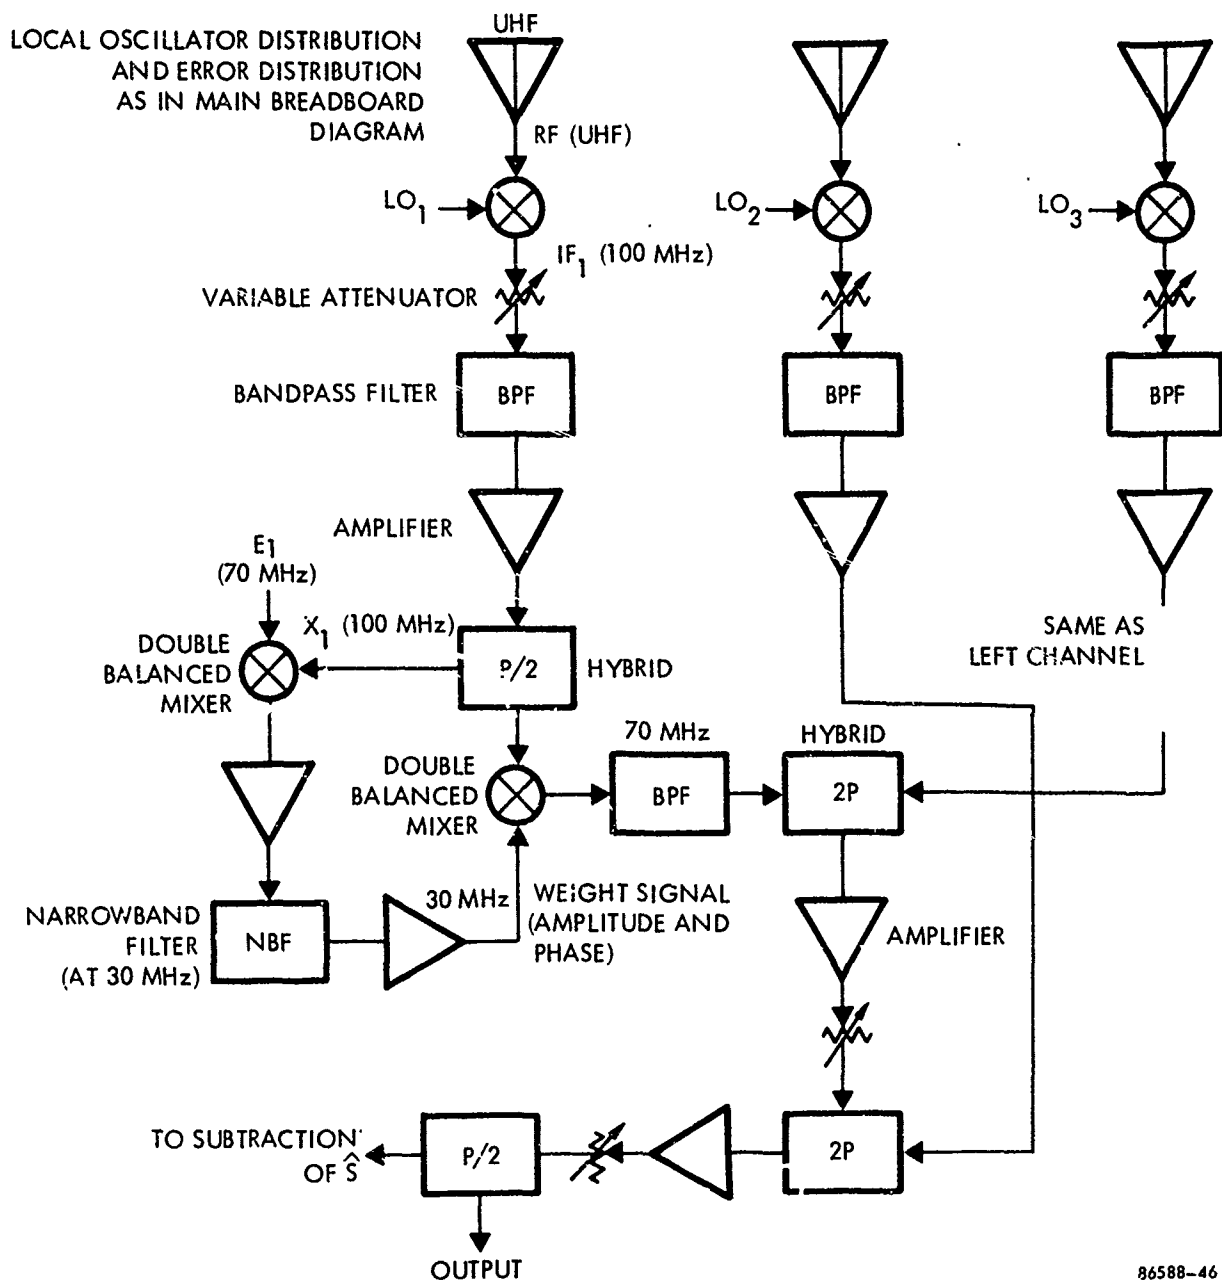 UHF
LOCAL OSCILLATOR DISTRIBUTION
AND ERROR DISTRIBUTION
AS IN MAIN BREADBOARD
DIAGRAM
RF (UHF)
LO1
LO2
LO3
IF1 (100 MHz)
VARIABLE ATTENUATOR
BANDPASS FILTER
BPF
BPF
BPF
AMPLIFIER
E1
(70 MHz)
X1 (100 MHz)
DOUBLE
BALANCED
MIXER
P/2
HYBRID
SAME AS
LEFT CHANNEL
DOUBLE
BALANCED
MIXER
70 MHz
BPF
HYBRID
2P
30 MHz
WEIGHT SIGNAL
(AMPLITUDE AND
PHASE)
NARROWBAND
FILTER
(AT 30 MHz)
NBF
AMPLIFIER
TO SUBTRACTION
OF Ŝ
P/2
2P
OUTPUT
86588-46